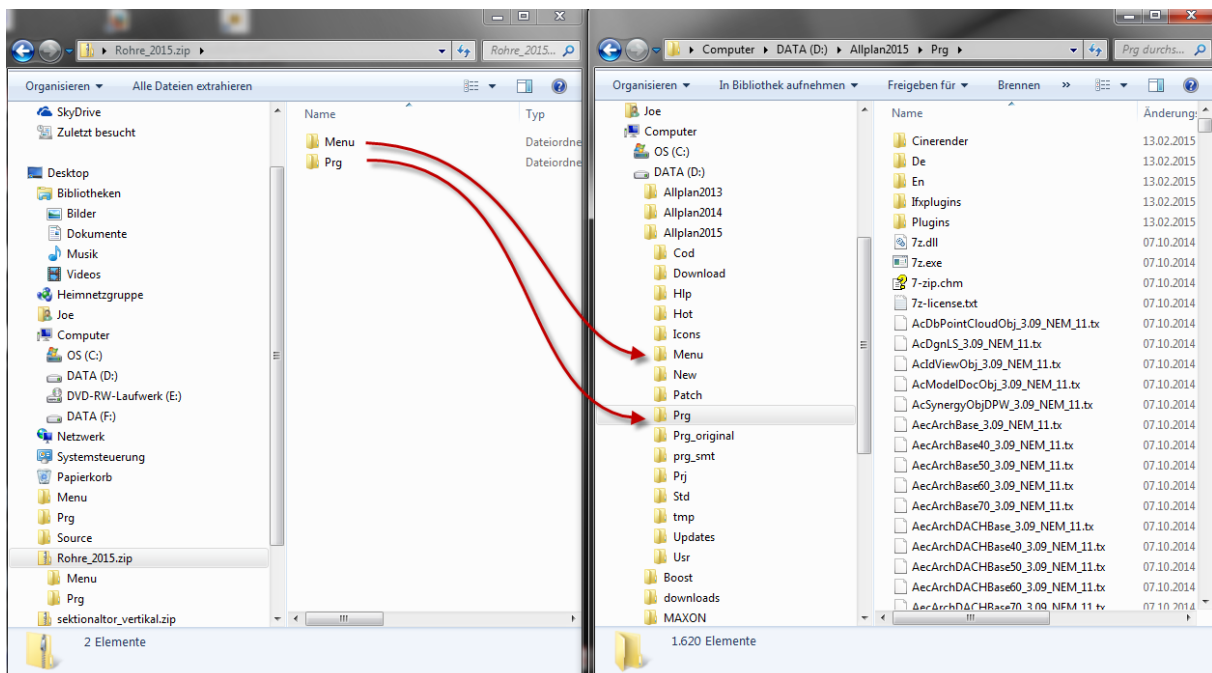 Rohre_2015.zip
Rohre_2015...
Organisieren
Alle Dateien extrahieren
SkyDrive
Zuletzt besucht
Desktop
Bibliotheken
Bilder
Dokumente
Musik
Videos
Heimnetzgruppe
Joe
Computer
OS (C:)
DATA (D:)
DVD-RW-Laufwerk (E:)
DATA (F:)
Netzwerk
Systemsteuerung
Papierkorb
Menu
Prg
Source
Rohre_2015.zip
Menu
Prg
sektionaltor_vertikal.zip
Name Typ
Menu Dateiordne
Prg Dateiordne
2 Elemente
Computer DATA (D:) Allplan2015 Prg
Prg durchs...
Organisieren In Bibliothek aufnehmen Freigeben für Brennen »
Joe
Computer
OS (C:)
DATA (D:)
Allplan2013
Allplan2014
Allplan2015
Cod
Download
Hlp
Hot
Icons
Menu
New
Patch
Prg
Prg_original
prg_smt
Prj
Std
tmp
Updates
Usr
Boost
downloads
MAXON
Name Änderung:
Cinerender 13.02.2015
De 13.02.2015
En 13.02.2015
Ifxplugins 13.02.2015
Plugins 13.02.2015
7z.dll 07.10.2014
7z.exe 07.10.2014
7-zip.chm 07.10.2014
7z-license.txt 07.10.2014
AcDbPointCloudObj_3.09_NEM_11.tx 07.10.2014
AcDgnLS_3.09_NEM_11.tx 07.10.2014
AcIdViewObj_3.09_NEM_11.tx 07.10.2014
AcModelDocObj_3.09_NEM_11.tx 07.10.2014
AcSynergyObjDPW_3.09_NEM_11.tx 07.10.2014
AecArchBase_3.09_NEM_11.tx 07.10.2014
AecArchBase40_3.09_NEM_11.tx 07.10.2014
AecArchBase50_3.09_NEM_11.tx 07.10.2014
AecArchBase60_3.09_NEM_11.tx 07.10.2014
AecArchBase70_3.09_NEM_11.tx 07.10.2014
AecArchDACHBase_3.09_NEM_11.tx 07.10.2014
AecArchDACHBase40_3.09_NEM_11.tx 07.10.2014
AecArchDACHBase50_3.09_NEM_11.tx 07.10.2014
AecArchDACHBase60_3.09_NEM_11.tx 07.10.2014
AecArchDACHBase70_3.09_NEM_11.tx 07.10.2014
1.620 Elemente